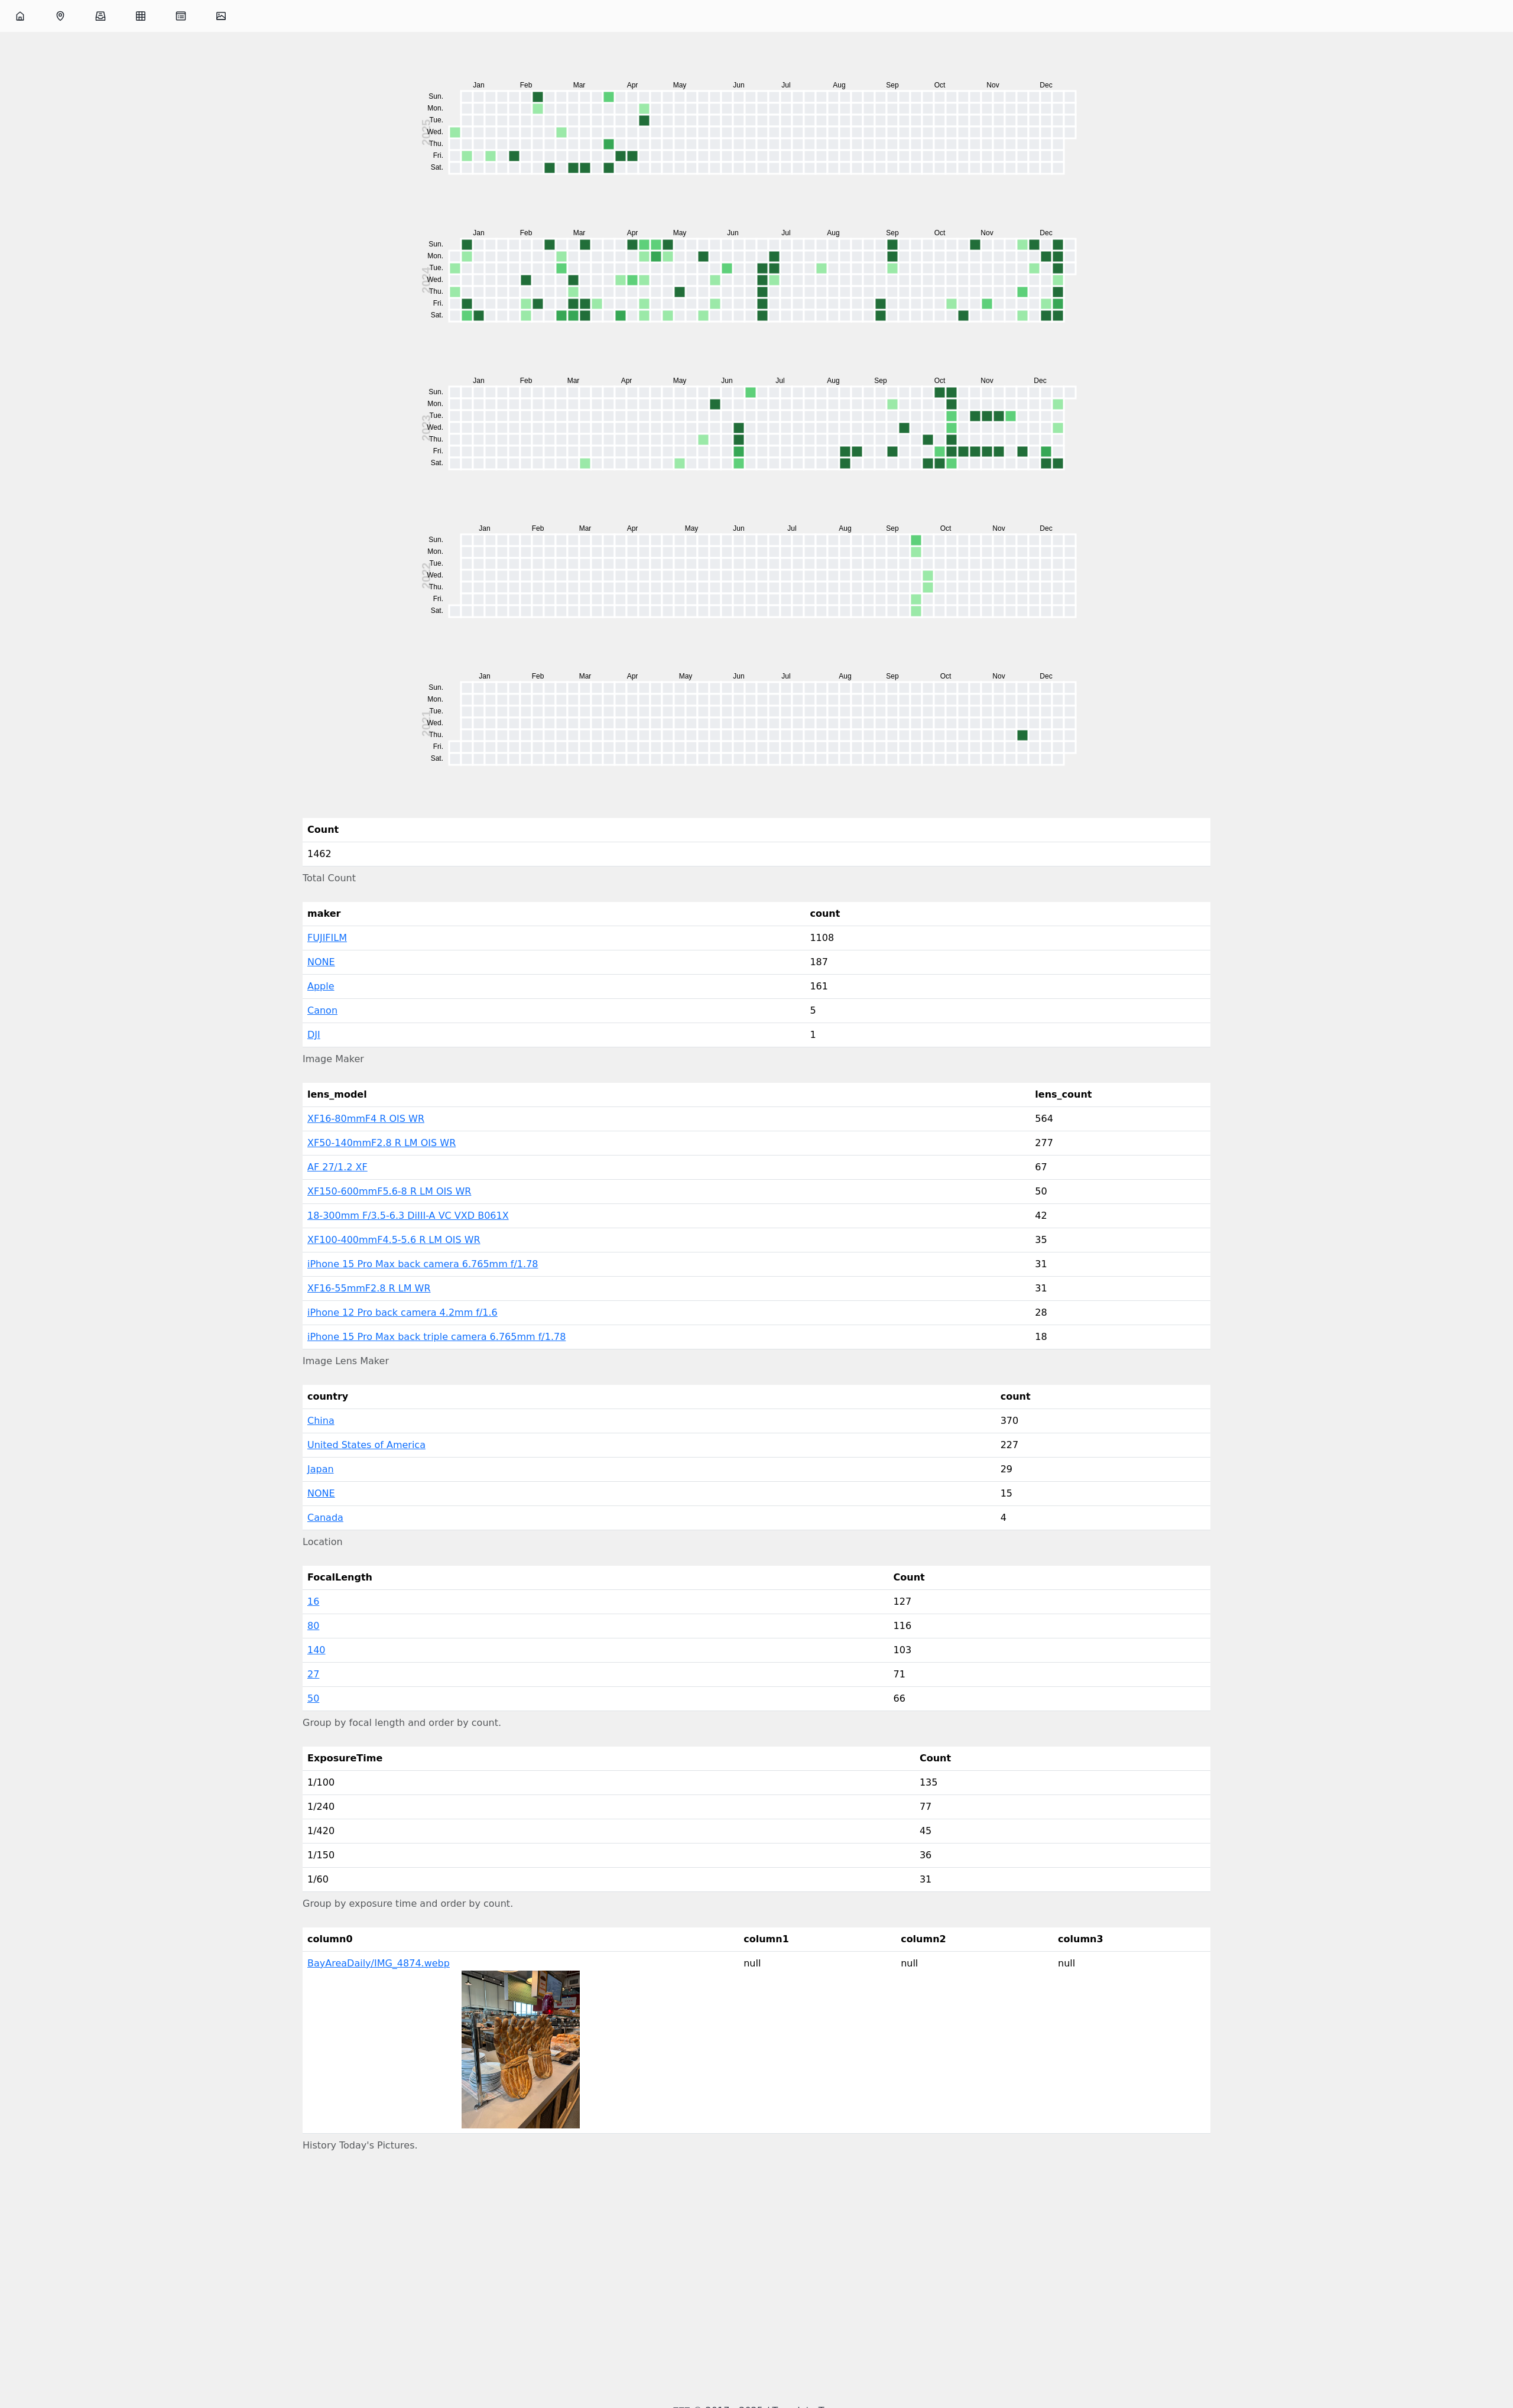 Jan Feb Mar Apr May Jun Jul Aug Sep Oct Nov Dec
2025
Sun.
Mon.
Tue.
Wed.
Thu.
Fri.
Sat.
Jan Feb Mar Apr May Jun Jul Aug Sep Oct Nov Dec
2024
Sun.
Mon.
Tue.
Wed.
Thu.
Fri.
Sat.
Jan Feb Mar Apr May Jun Jul Aug Sep Oct Nov Dec
2023
Sun.
Mon.
Tue.
Wed.
Thu.
Fri.
Sat.
Jan Feb Mar Apr May Jun Jul Aug Sep Oct Nov Dec
2022
Sun.
Mon.
Tue.
Wed.
Thu.
Fri.
Sat.
Jan Feb Mar Apr May Jun Jul Aug Sep Oct Nov Dec
2021
Sun.
Mon.
Tue.
Wed.
Thu.
Fri.
Sat.
Count
1462
Total Count
maker count
FUJIFILM 1108
NONE 187
Apple 161
Canon 5
DJI 1
Image Maker
lens_model lens_count
XF16-80mmF4 R OIS WR 564
XF50-140mmF2.8 R LM OIS WR 277
AF 27/1.2 XF 67
XF150-600mmF5.6-8 R LM OIS WR 50
18-300mm F/3.5-6.3 DiIII-A VC VXD B061X 42
XF100-400mmF4.5-5.6 R LM OIS WR 35
iPhone 15 Pro Max back camera 6.765mm f/1.78 31
XF16-55mmF2.8 R LM WR 31
iPhone 12 Pro back camera 4.2mm f/1.6 28
iPhone 15 Pro Max back triple camera 6.765mm f/1.78 18
Image Lens Maker
country count
China 370
United States of America 227
Japan 29
NONE 15
Canada 4
Location
FocalLength Count
16 127
80 116
140 103
27 71
50 66
Group by focal length and order by count.
ExposureTime Count
1/100 135
1/240 77
1/420 45
1/150 36
1/60 31
Group by exposure time and order by count.
column0 column1 column2 column3
BayAreaDaily/IMG_4874.webp null null null
History Today's Pictures.